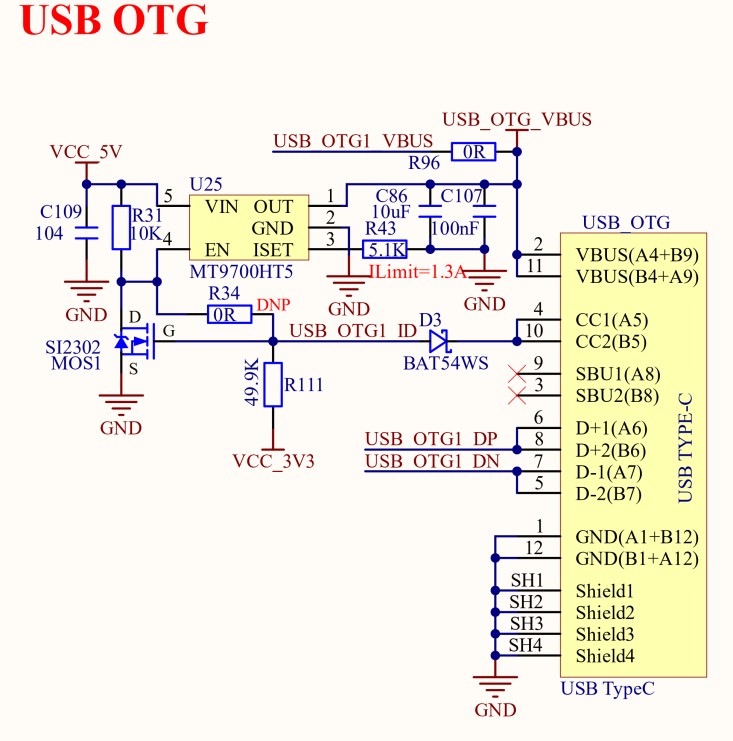 USB OTG
USB_OTG_VBUS
USB_OTG1_VBUS
R96
0R
VCC_5V
C109
104
R31
10K
U25
5
VIN
OUT
1
GND
2
4
EN
ISET
3
MT9700HT5
C86
10uF
C107
100nF
R43
5.1K
ILimit=1.3A
GND
GND
GND
R34
0R
DNP
D
G
S
SI2302
MOS1
GND
USB_OTG1_ID
D3
BAT54WS
49.9K
R111
VCC_3V3
USB_OTG1_DP
USB_OTG1_DN
USB_OTG
2 VBUS(A4+B9)
11 VBUS(B4+A9)
4 CC1(A5)
10 CC2(B5)
9 SBU1(A8)
3 SBU2(B8)
6 D+1(A6)
8 D+2(B6)
7 D-1(A7)
5 D-2(B7)
1 GND(A1+B12)
12 GND(B1+A12)
SH1 Shield1
SH2 Shield2
SH3 Shield3
SH4 Shield4
USB TYPE-C
USB TypeC
GND